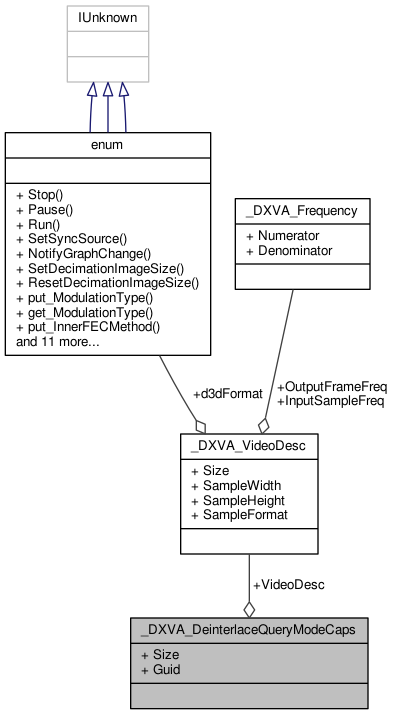 IUnknown
enum
+ Stop()
+ Pause()
+ Run()
+ SetSyncSource()
+ NotifyGraphChange()
+ SetDecimationImageSize()
+ ResetDecimationImageSize()
+ put_ModulationType()
+ get_ModulationType()
+ put_InnerFECMethod()
and 11 more...
_DXVA_Frequency
+ Numerator
+ Denominator
+d3dFormat
+OutputFrameFreq
+InputSampleFreq
_DXVA_VideoDesc
+ Size
+ SampleWidth
+ SampleHeight
+ SampleFormat
+VideoDesc
_DXVA_DeinterlaceQueryModeCaps
+ Size
+ Guid